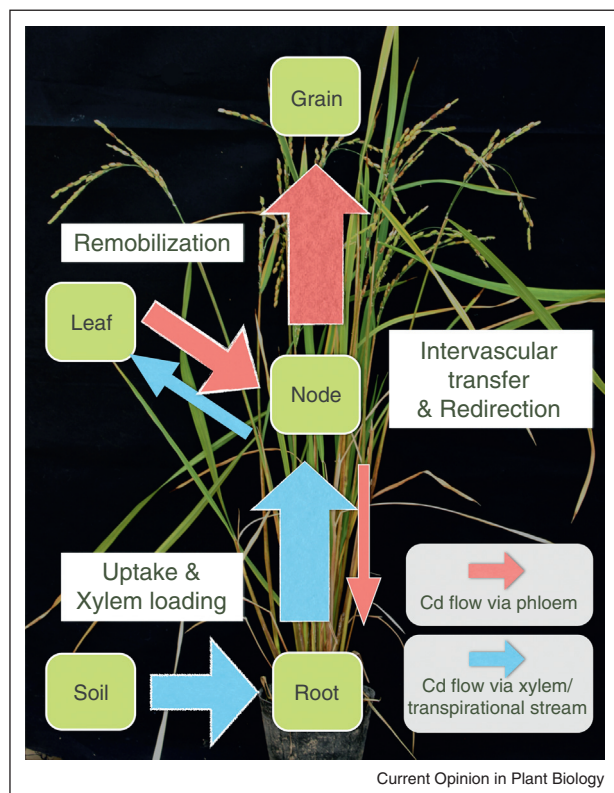 Grain
Remobilization
Leaf
Node
Intervascular
transfer
& Redirection
Uptake &
Xylem loading
Soil
Root
Cd flow via phloem
Cd flow via xylem/
transpirational stream
Current Opinion in Plant Biology